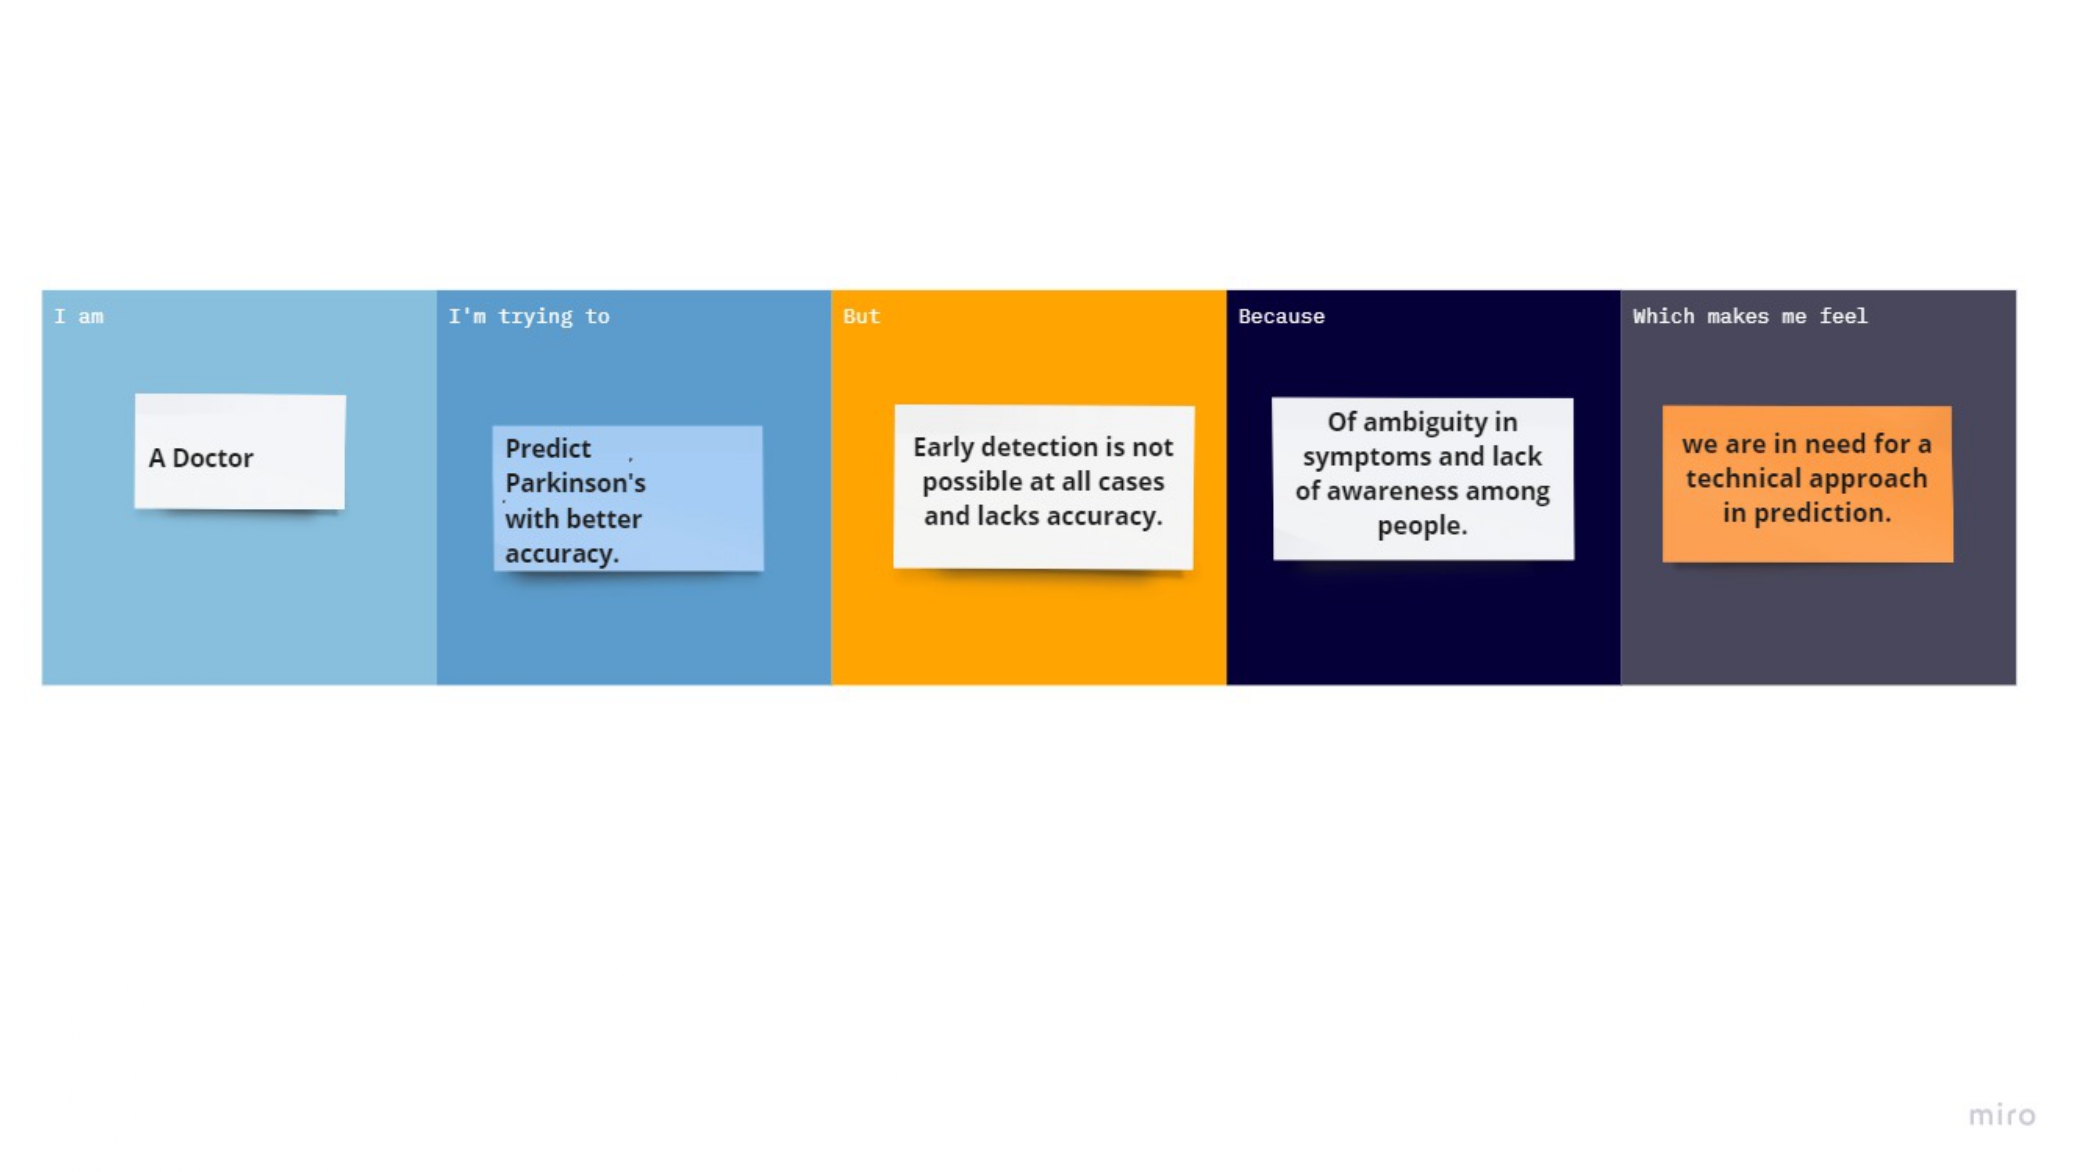 I am
A Doctor
I'm trying to
Predict
Parkinson's
with better
accuracy.
But
Early detection is not
possible at all cases
and lacks accuracy.
Because
Of ambiguity in
symptoms and lack
of awareness among
people.
Which makes me feel
we are in need for a
technical approach
in prediction.
miro